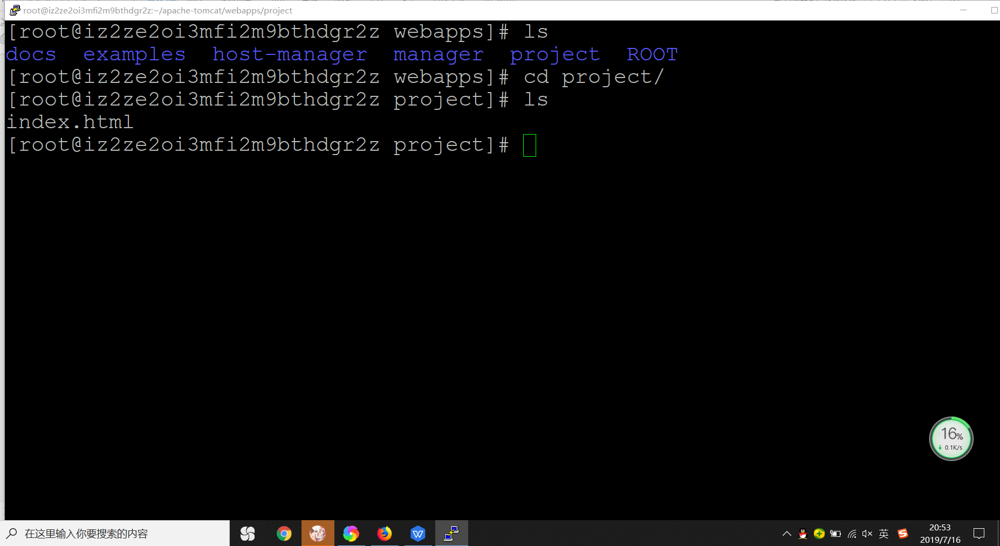 root@iz2ze2oi3mfi2m9bthdgr2z:~/apache-tomcat/webapps/project
[root@iz2ze2oi3mfi2m9bthdgr2z webapps]# ls
docs  examples  host-manager  manager  project  ROOT
[root@iz2ze2oi3mfi2m9bthdgr2z webapps]# cd project/
[root@iz2ze2oi3mfi2m9bthdgr2z project]# ls
index.html
[root@iz2ze2oi3mfi2m9bthdgr2z project]#
16%
0.1K/s
在这里输入你要搜索的内容
英
20:53
2019/7/16